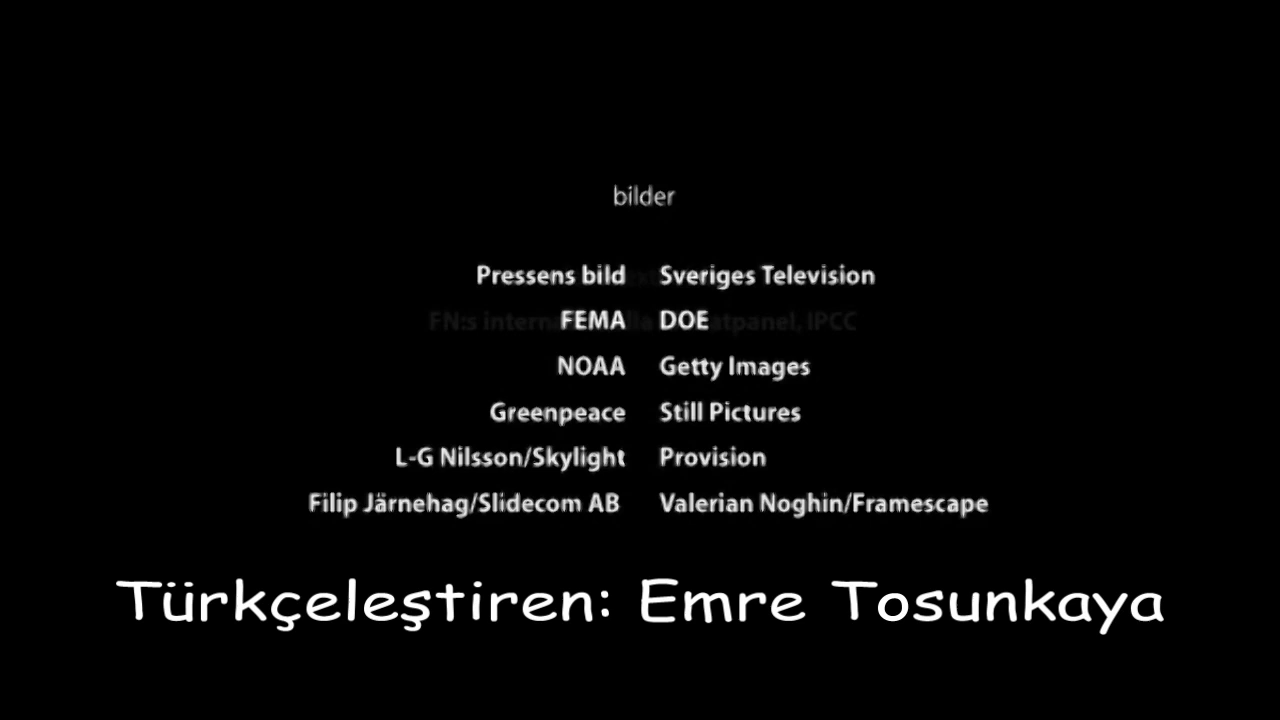 bilder
Pressens bild Sveriges Television
FEMA DOE
NOAA Getty Images
Greenpeace Still Pictures
L-G Nilsson/Skylight Provision
Filip Järnehag/Slidecom AB Valerian Noghin/Framescape
Türkçeleştiren: Emre Tosunkaya